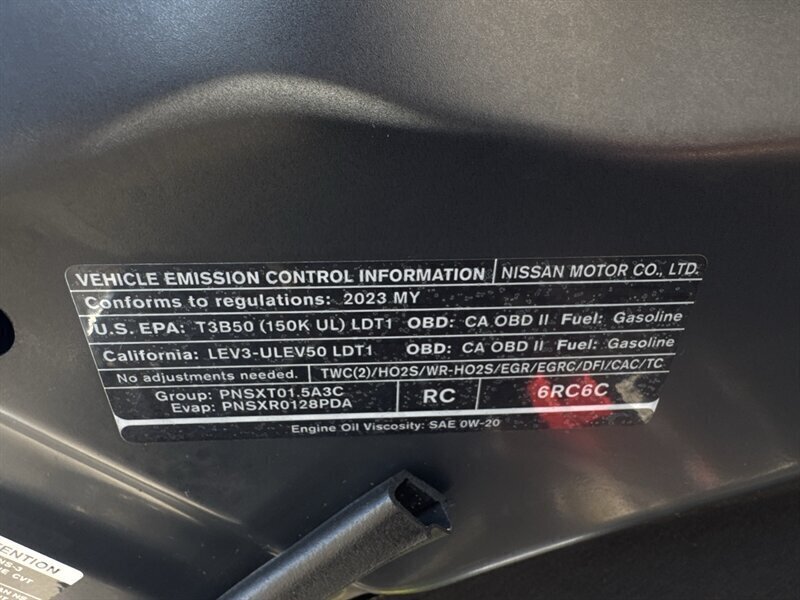 VEHICLE EMISSION CONTROL INFORMATION NISSAN MOTOR CO., LTD.
Conforms to regulations: 2023 MY
U.S. EPA: T3B50 (150K UL) LDT1 OBD: CA OBD II Fuel: Gasoline
California: LEV3-ULEV50 LDT1 OBD: CA OBD II Fuel: Gasoline
No adjustments needed. TWC(2)/HO2S/WR-HO2S/EGR/EGRC/DFI/CAC/TC
Group: PNSXT01.5A3C
Evap: PNSXR0128PDA
RC
6RC6C
Engine Oil Viscosity: SAE 0W-20
NS-3
CVT